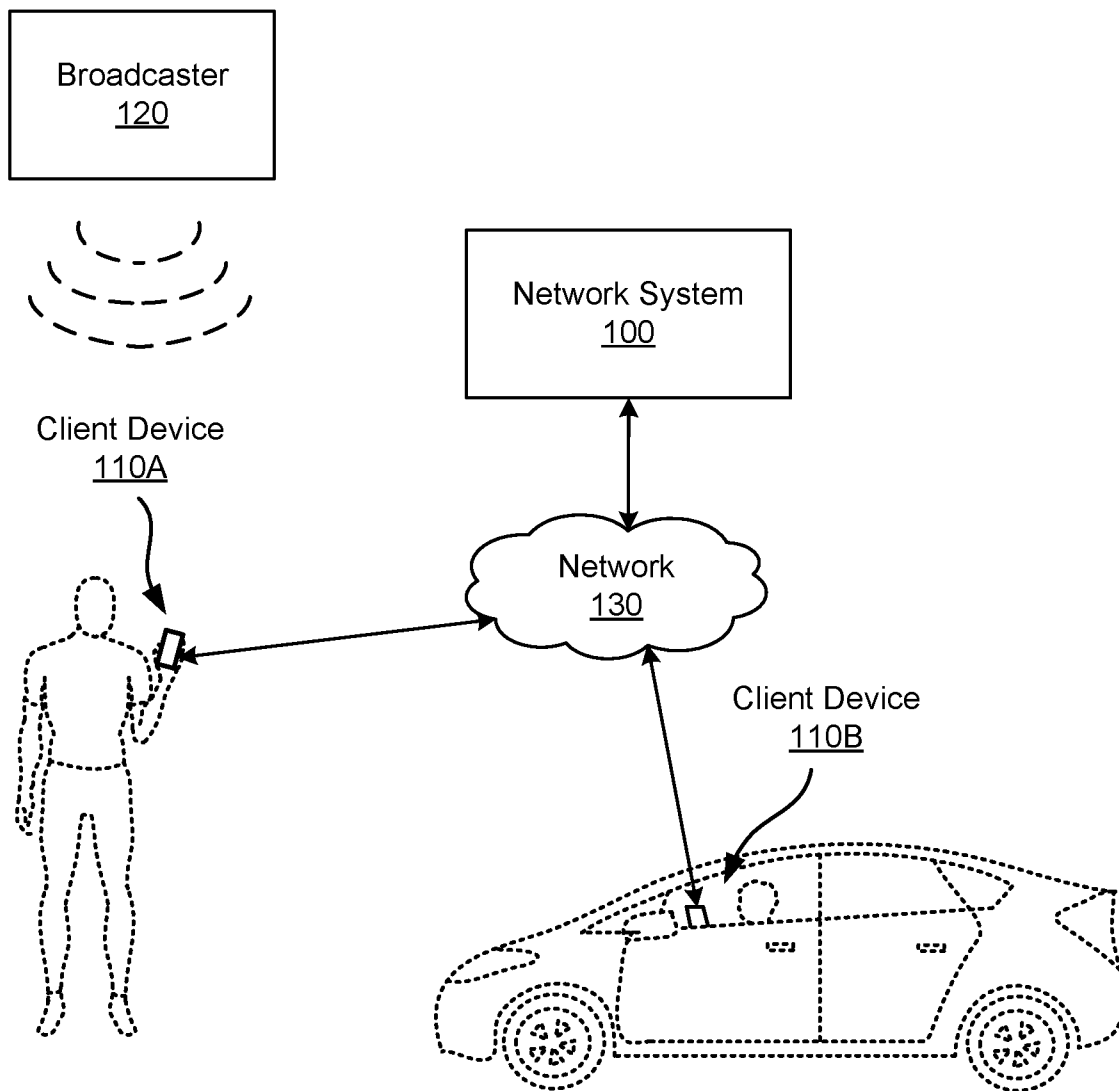 Broadcaster
120
Network System
100
Client Device
110A
Network
130
Client Device
110B